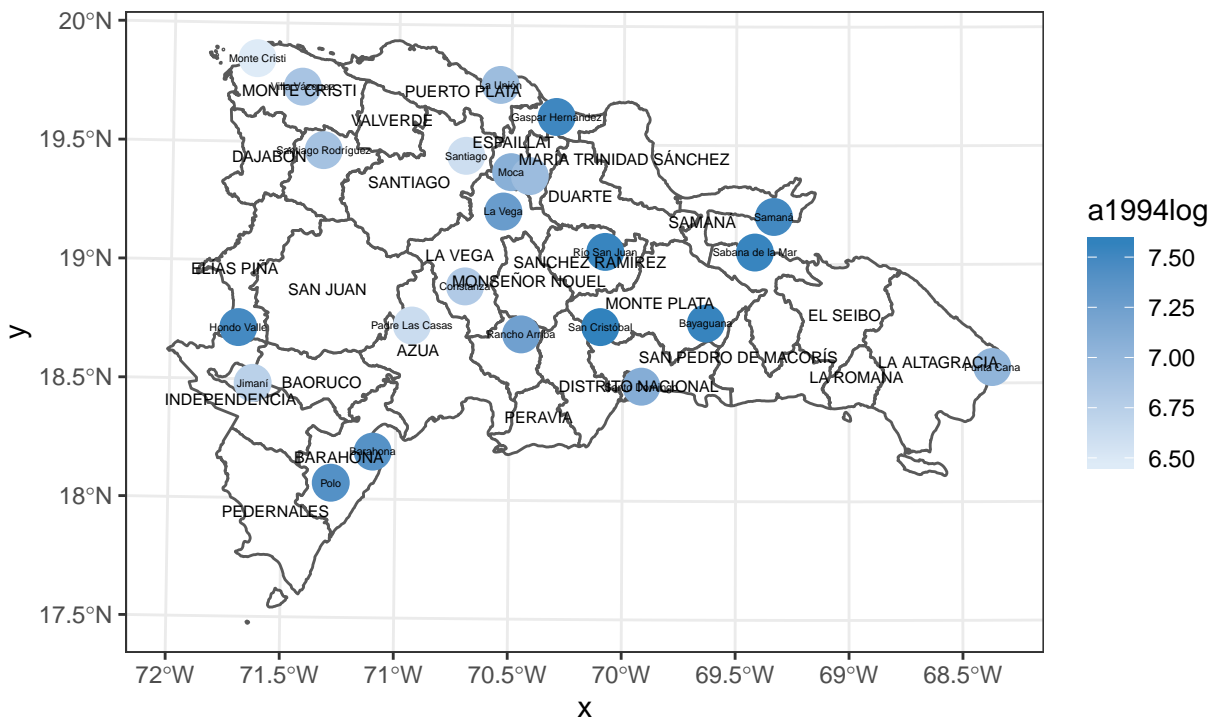 20°N
19.5°N
19°N
18.5°N
18°N
17.5°N
y
72°W
71.5°W
71°W
70.5°W
70°W
69.5°W
69°W
68.5°W
x
Monte Cristi
Villa Vázquez
MONTE CRISTI
La Unión
PUERTO PLATA
Gaspar Hernández
VALVERDE
ESPAILLAT
Santiago Rodríguez
DAJABÓN
Santiago
MARÍA TRINIDAD SÁNCHEZ
Moca
SANTIAGO
DUARTE
La Vega
Samaná
SAMANÁ
LA VEGA
Río San Juan
SÁNCHEZ RAMÍREZ
Sabana de la Mar
ELÍAS PIÑA
MONSEÑOR NOUEL
Constanza
SAN JUAN
MONTE PLATA
EL SEIBO
Hondo Valle
Padre Las Casas
Rancho Arriba
San Cristóbal
Bayaguana
AZUA
SAN PEDRO DE MACORÍS
LA ALTAGRACIA
Punta Cana
LA ROMANA
Jimaní
BAORUCO
DISTRITO NACIONAL
Santo Domingo
INDEPENDENCIA
PERAVIA
Barahona
BARAHONA
Polo
PEDERNALES
a1994log
7.50
7.25
7.00
6.75
6.50